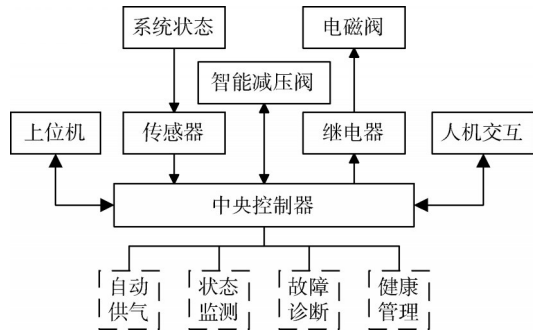 系统状态
电磁阀
智能减压阀
上位机
传感器
继电器
人机交互
中央控制器
自动
供气
状态
监测
故障
诊断
健康
管理